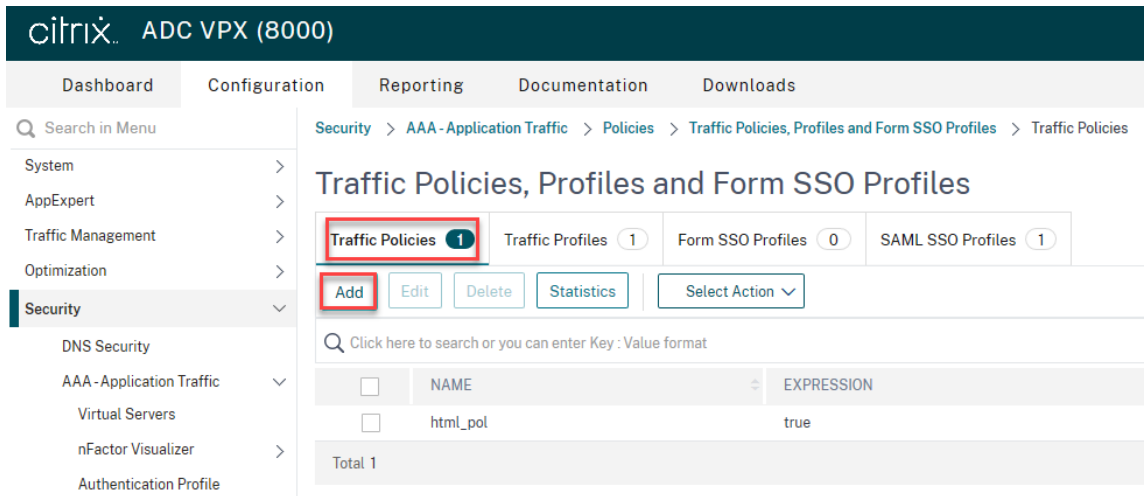 citrix. ADC VPX (8000)
Dashboard Configuration Reporting Documentation Downloads
Search in Menu
System
AppExpert
Traffic Management
Optimization
Security
DNS Security
AAA - Application Traffic
Virtual Servers
nFactor Visualizer
Authentication Profile
Security > AAA - Application Traffic > Policies > Traffic Policies, Profiles and Form SSO Profiles > Traffic Policies
Traffic Policies, Profiles and Form SSO Profiles
Traffic Policies 1 Traffic Profiles 1 Form SSO Profiles 0 SAML SSO Profiles 1
Add Edit Delete Statistics Select Action
Click here to search or you can enter Key : Value format
NAME EXPRESSION
html_pol true
Total 1